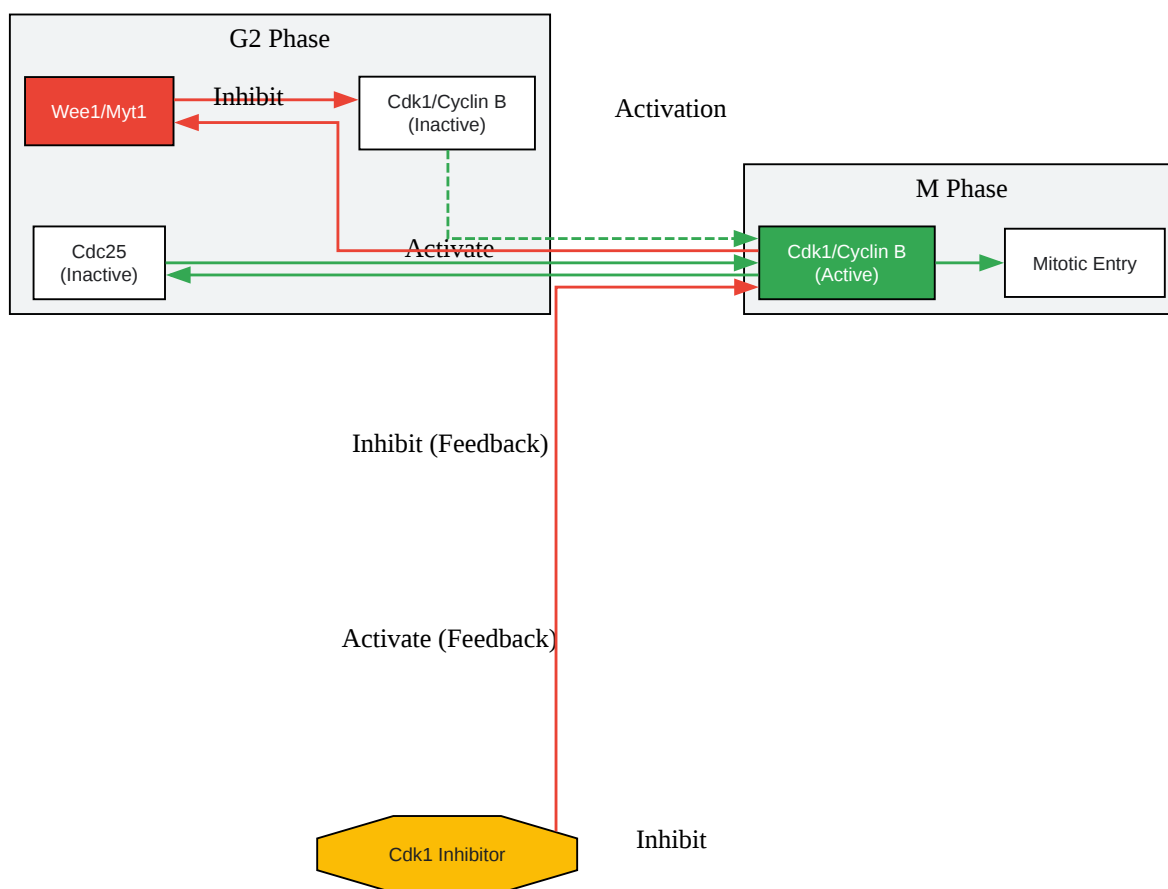 G2 Phase
Wee1/Myt1
Inhibit
Cdk1/Cyclin B
(Inactive)
Activation
M Phase
Cdc25
(Inactive)
Activate
Cdk1/Cyclin B
(Active)
Mitotic Entry
Inhibit (Feedback)
Activate (Feedback)
Cdk1 Inhibitor
Inhibit